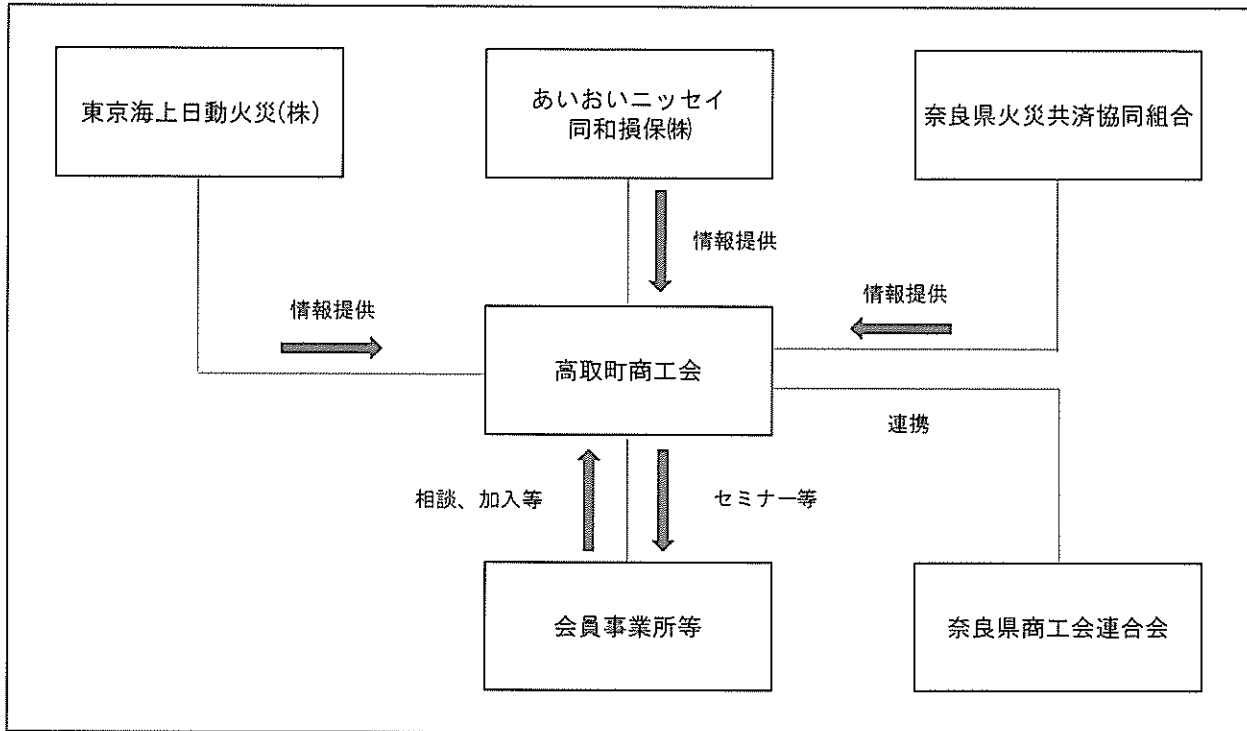 東京海上日動火災(株)
あいおいニッセイ
同和損保㈱
奈良県火災共済協同組合
情報提供
情報提供
情報提供
高取町商工会
連携
相談、加入等
セミナー等
会員事業所等
奈良県商工会連合会